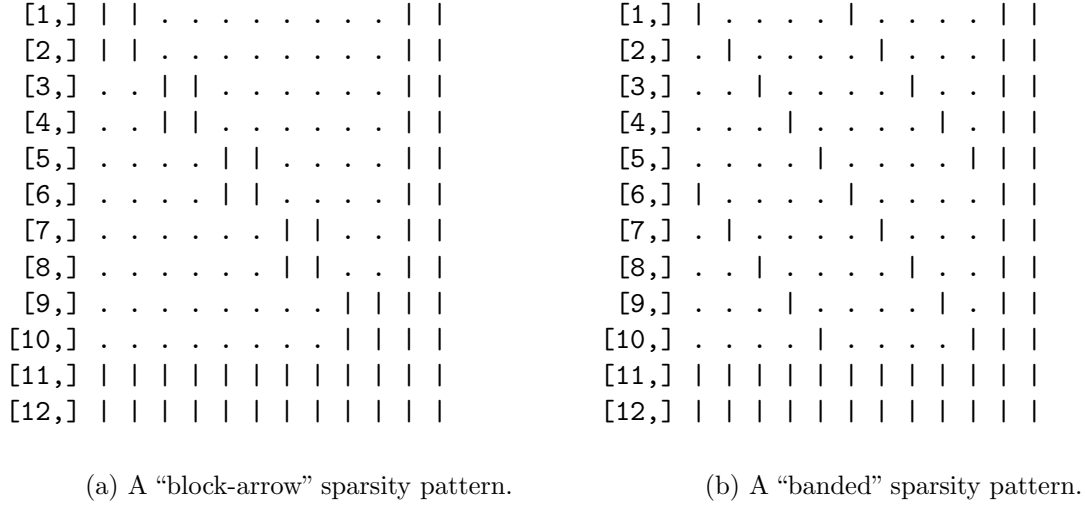 [1,] | | . . . . . . . . | |
[2,] | | . . . . . . . . | |
[3,] . . | | . . . . . . | |
[4,] . . | | . . . . . . | |
[5,] . . . . | | . . . . | |
[6,] . . . . | | . . . . | |
[7,] . . . . . . | | . . | |
[8,] . . . . . . | | . . | |
[9,] . . . . . . . . | | | |
[10,] . . . . . . . . | | | |
[11,] | | | | | | | | | | | |
[12,] | | | | | | | | | | | |
(a) A “block-arrow” sparsity pattern.
[1,] | . . . . | . . . . | |
[2,] . | . . . . | . . . | |
[3,] . . | . . . . | . . | |
[4,] . . . | . . . . | . | |
[5,] . . . . | . . . . | | |
[6,] | . . . . | . . . . | |
[7,] . | . . . . | . . . | |
[8,] . . | . . . . | . . | |
[9,] . . . | . . . . | . | |
[10,] . . . . | . . . . | | |
[11,] | | | | | | | | | | | |
[12,] | | | | | | | | | | | |
(b) A “banded” sparsity pattern.